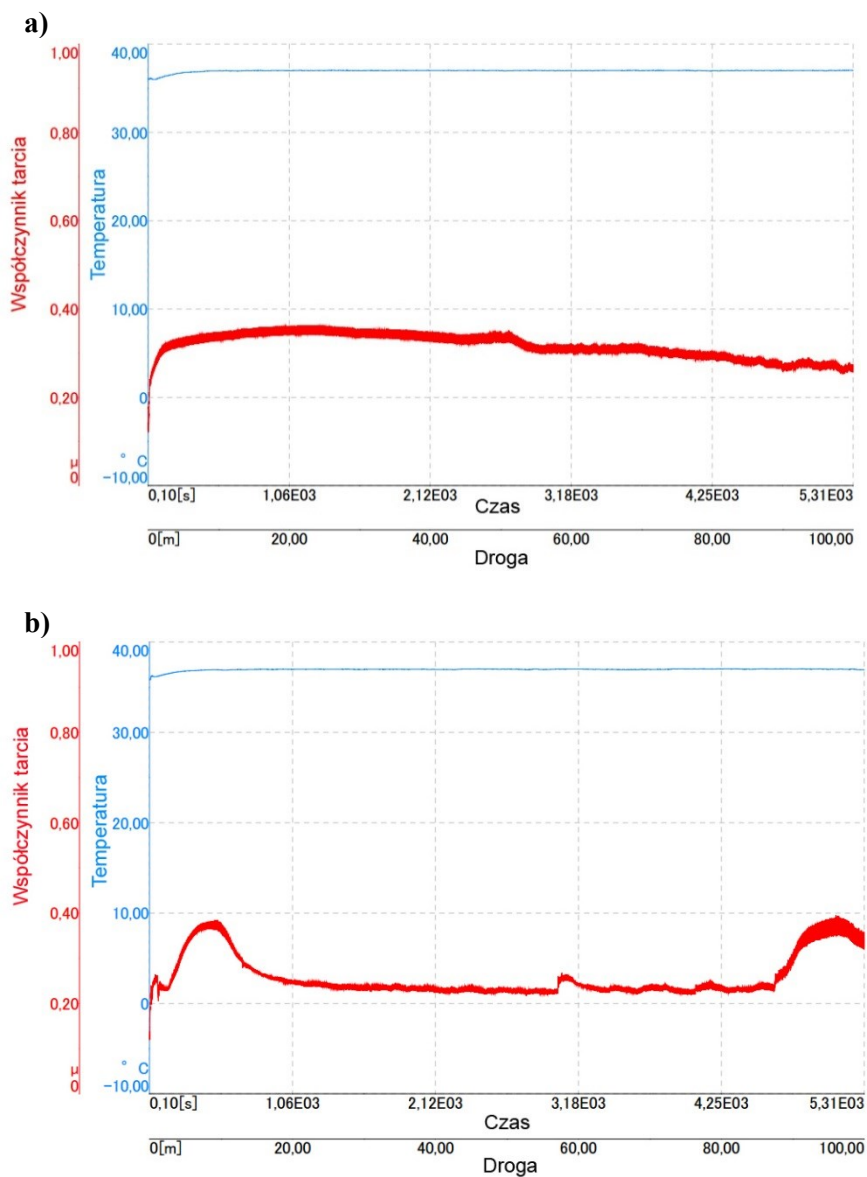 a)
1,00
0,80
0,60
0,40
0,20
μ
0
Współczynnik tarcia
40,00
30,00
20,00
10,00
0
° C
-10,00
Temperatura
0,10[s] 1,06E03 2,12E03 3,18E03 4,25E03 5,31E03
Czas
0[m] 20,00 40,00 60,00 80,00 100,00
Droga
b)
1,00
0,80
0,60
0,40
0,20
μ
0
Współczynnik tarcia
40,00
30,00
20,00
10,00
0
° C
-10,00
Temperatura
0,10[s] 1,06E03 2,12E03 3,18E03 4,25E03 5,31E03
Czas
0[m] 20,00 40,00 60,00 80,00 100,00
Droga